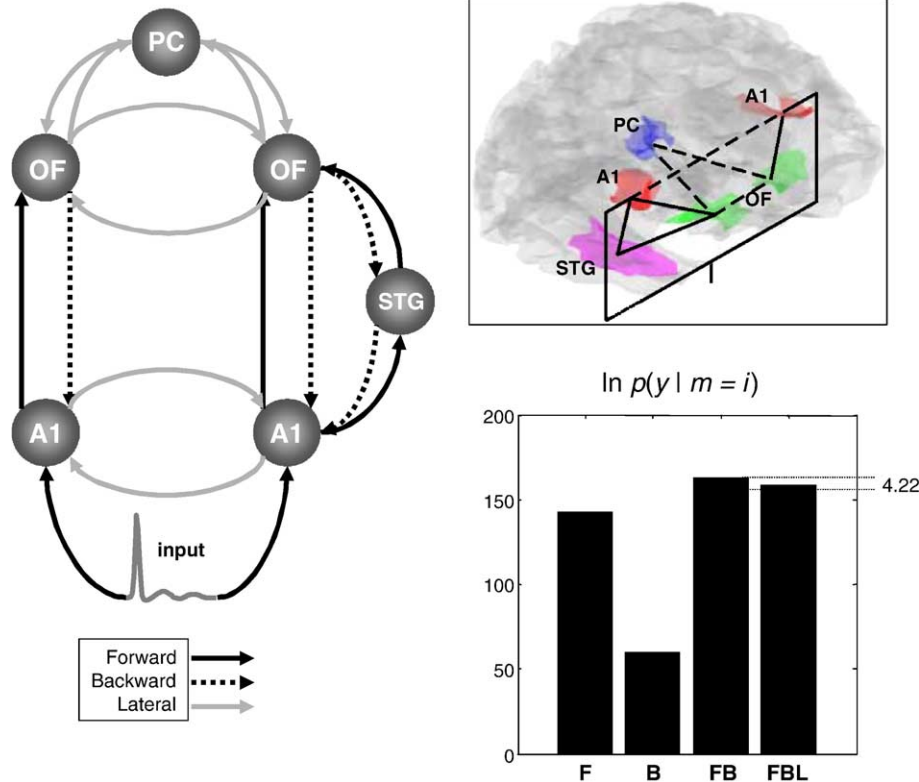 PC
OF
OF
STG
A1
A1
input
Forward
Backward
Lateral
A1
PC
A1
OF
STG
ln p(y | m = i)
200
150
100
50
0
4.22
F B FB FBL